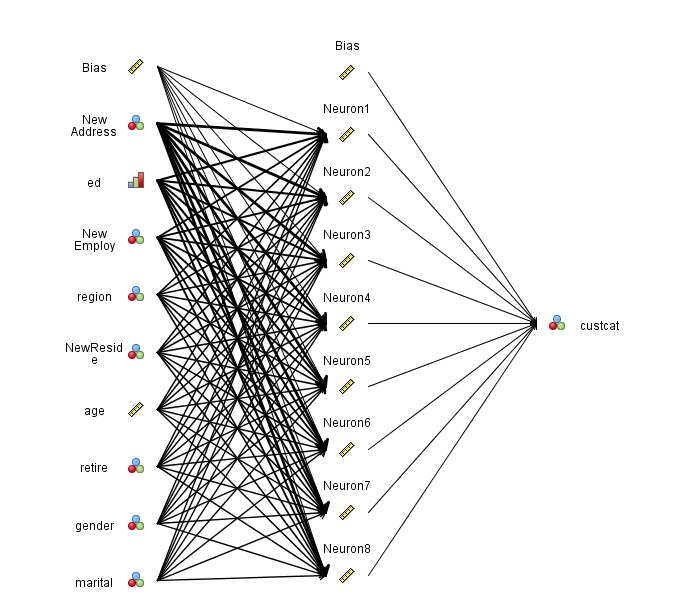 Bias
New
Address
ed
New
Employ
region
NewResid
e
age
retire
gender
marital
Bias
Neuron1
Neuron2
Neuron3
Neuron4
Neuron5
Neuron6
Neuron7
Neuron8
custcat